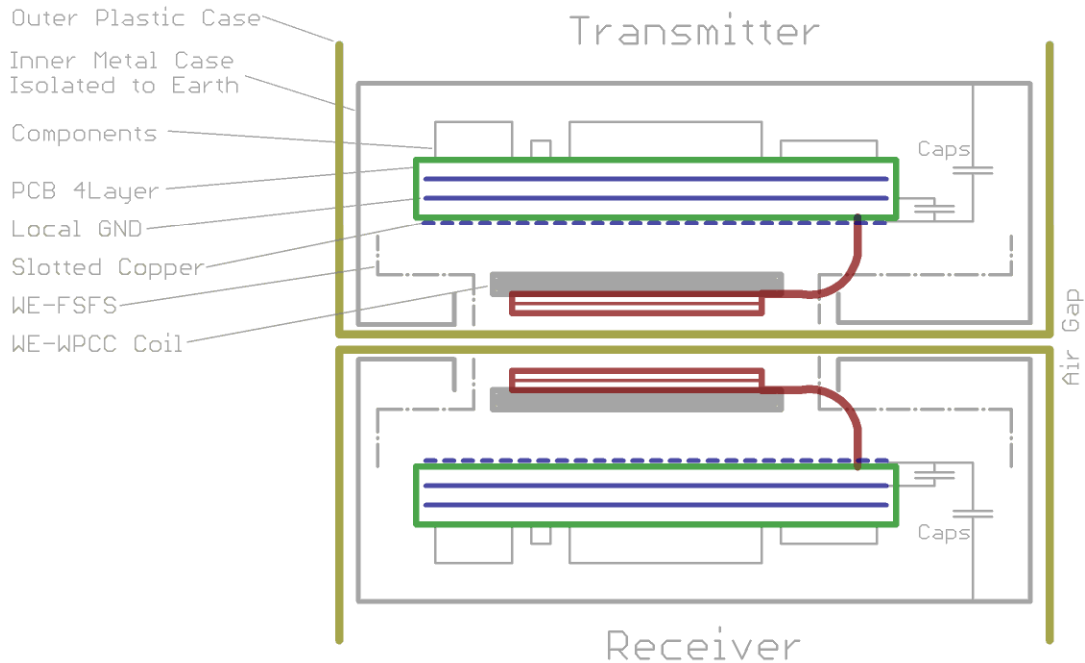 Outer Plastic Case
Transmitter
Inner Metal Case
Isolated to Earth
Components
Caps
PCB 4Layer
Local GND
Slotted Copper
WE-FSFS
WE-WPCC Coil
Air Gap
Caps
Receiver